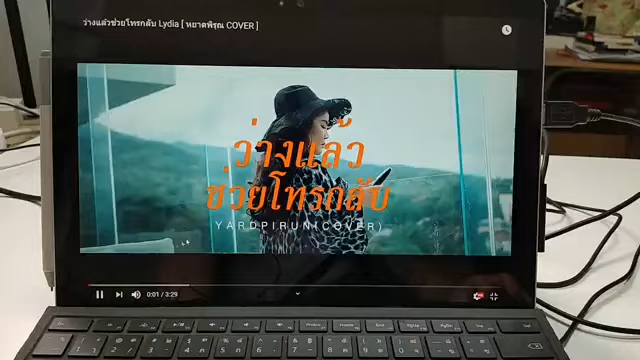 ว่างแล้วช่วยโทรกลับ Lydia [ หยาดพิรุณ COVER ]
ว่างแล้ว
ช่วยโทรกลับ
YARDPIRUN(COVER)
0:01 / 3:29